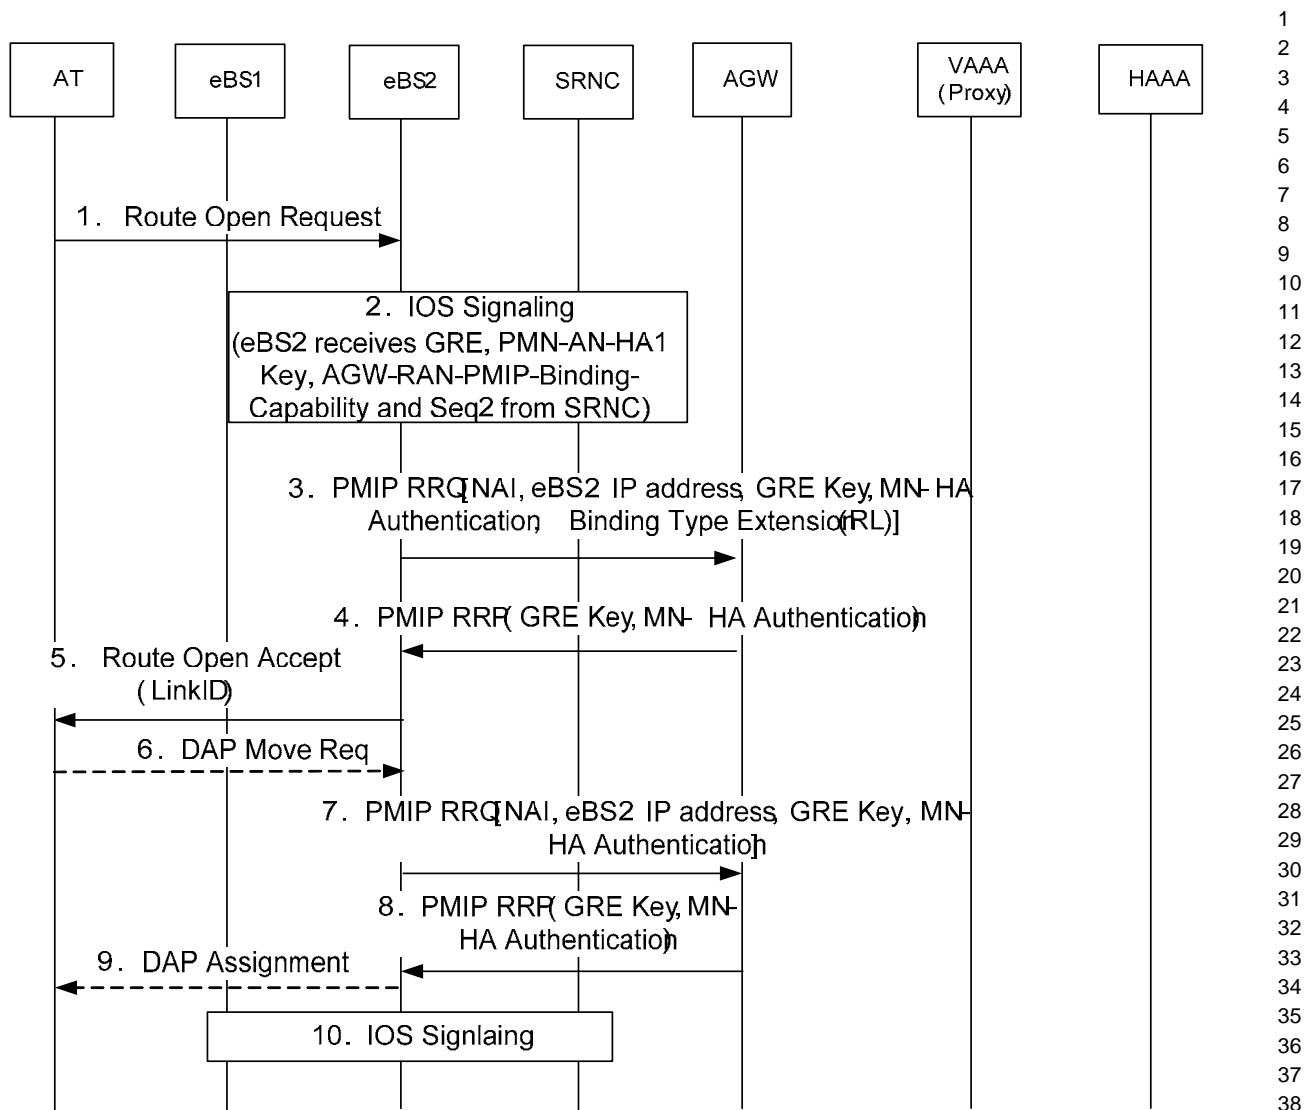 AT
eBS1
eBS2
SRNC
AGW
VAAA
(Proxy)
HAAA
1. Route Open Request
2. IOS Signaling
(eBS2 receives GRE, PMN-AN-HA1
Key, AGW-RAN-PMIP-Binding-
Capability and Seq2 from SRNC)
3. PMIP RRQ[NAI, eBS2 IP address, GRE Key, MN-HA
Authentication, Binding Type Extension(RL)]
4. PMIP RRP( GRE Key, MN- HA Authentication)
5. Route Open Accept
(LinkID)
6. DAP Move Req
7. PMIP RRQ[NAI, eBS2 IP address, GRE Key, MN-
HA Authentication]
8. PMIP RRP( GRE Key, MN-
HA Authentication)
9. DAP Assignment
10. IOS Signlaing
1
2
3
4
5
6
7
8
9
10
11
12
13
14
15
16
17
18
19
20
21
22
23
24
25
26
27
28
29
30
31
32
33
34
35
36
37
38